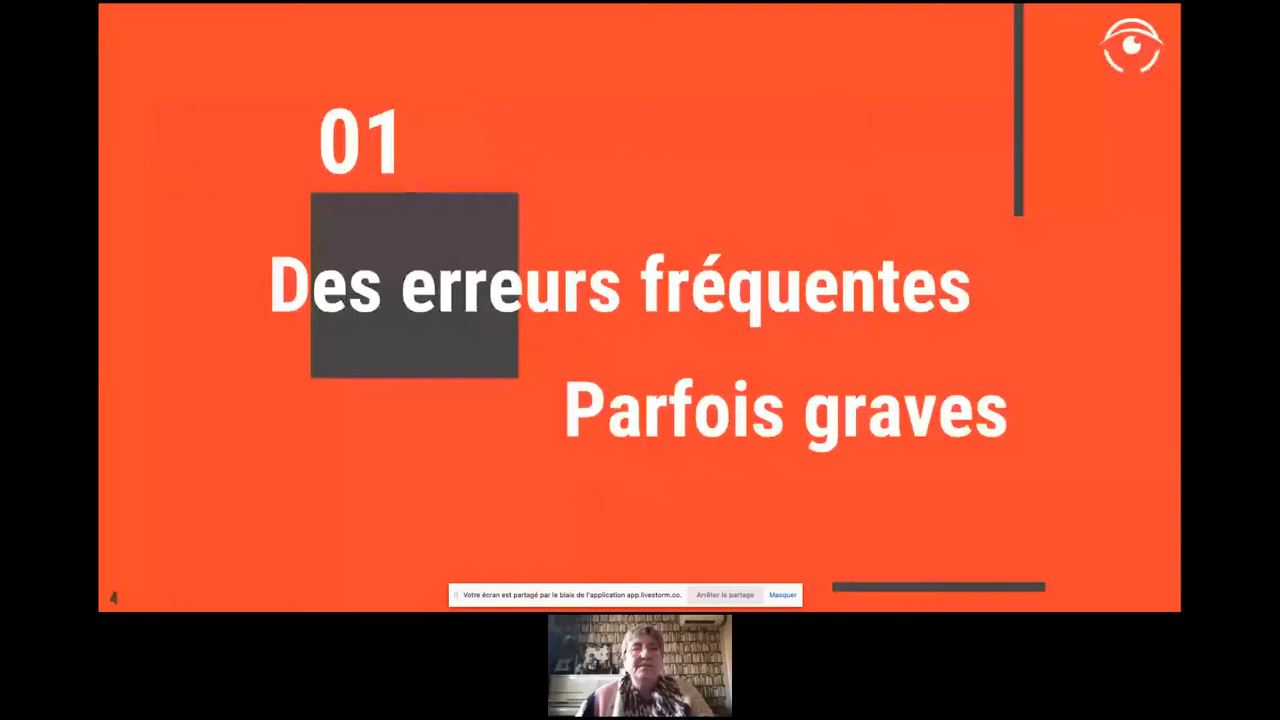 01
Des erreurs fréquentes
Parfois graves
4
Votre écran est partagé par le biais de l'application app.livestorm.co.
Arrêter le partage
Masquer